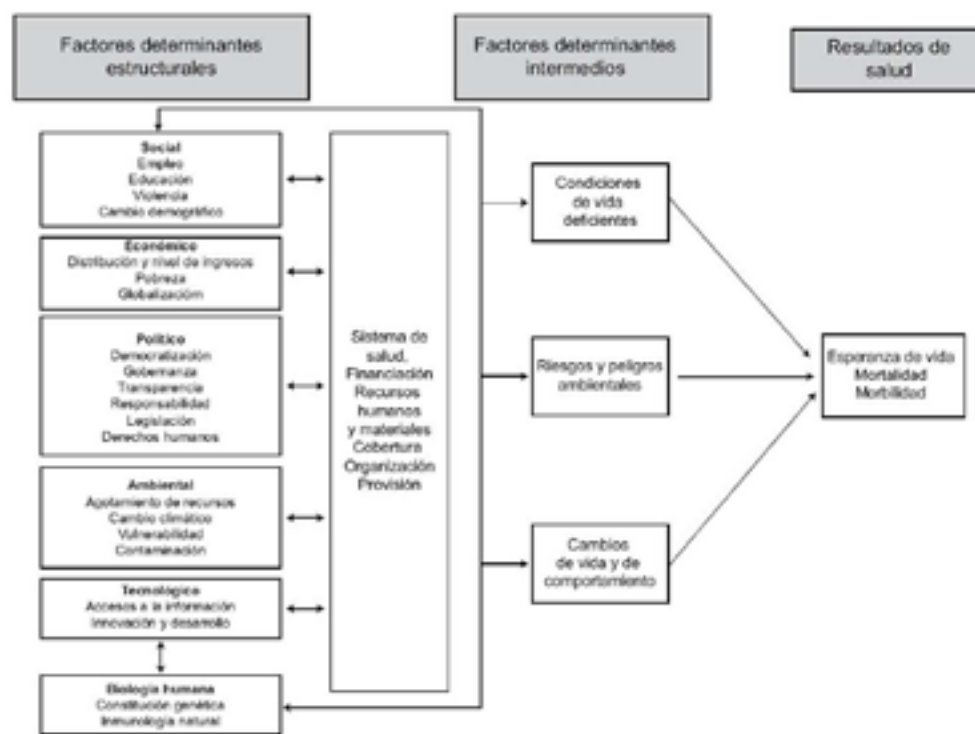 Factores determinantes
estructurales
Factores determinantes
intermedios
Resultados de
salud
Social
Empleo
Educación
Violencia
Cambio demográfico
Económico
Distribución y nivel de ingresos
Pobreza
Globalizaciòm
Político
Democratización
Gobernanza
Transparencia
Responsabilidad
Legislación
Derechos humanos
Ambiental
Agotamiento de recursos
Cambio climático
Vulnerabilidad
Contaminación
Tecnológico
Accesos a la información
Innovación y desarrollo
Biología humana
Constitución genética
Inmunología natural
Sistema de
salud.
Financiación
Recursos
humanos
y materiales
Cobertura
Organización
Provisión
Condiciones
de vida
deficientes
Riesgos y peligros
ambientales
Cambios
de vida y de
comportamiento
Esperanza de vida
Mortalidad
Morbilidad